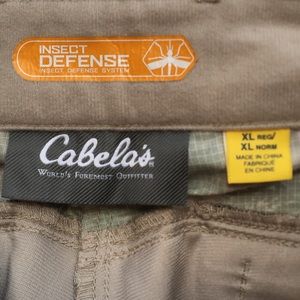 INSECT
DEFENSE
INSECT DEFENSE SYSTEM
Cabela's
WORLD'S FOREMOST OUTFITTER
XL REG/
XL NORM
MADE IN CHINA
FABRIQUÉ
EN CHINE